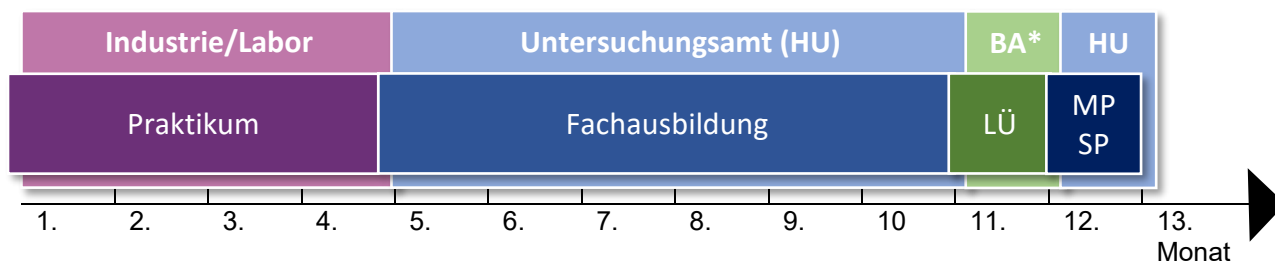 Industrie/Labor Untersuchungsamt (HU) BA* HU
Praktikum Fachausbildung LÜ MP
SP
1. 2. 3. 4. 5. 6. 7. 8. 9. 10 11. 12. 13.
Monat